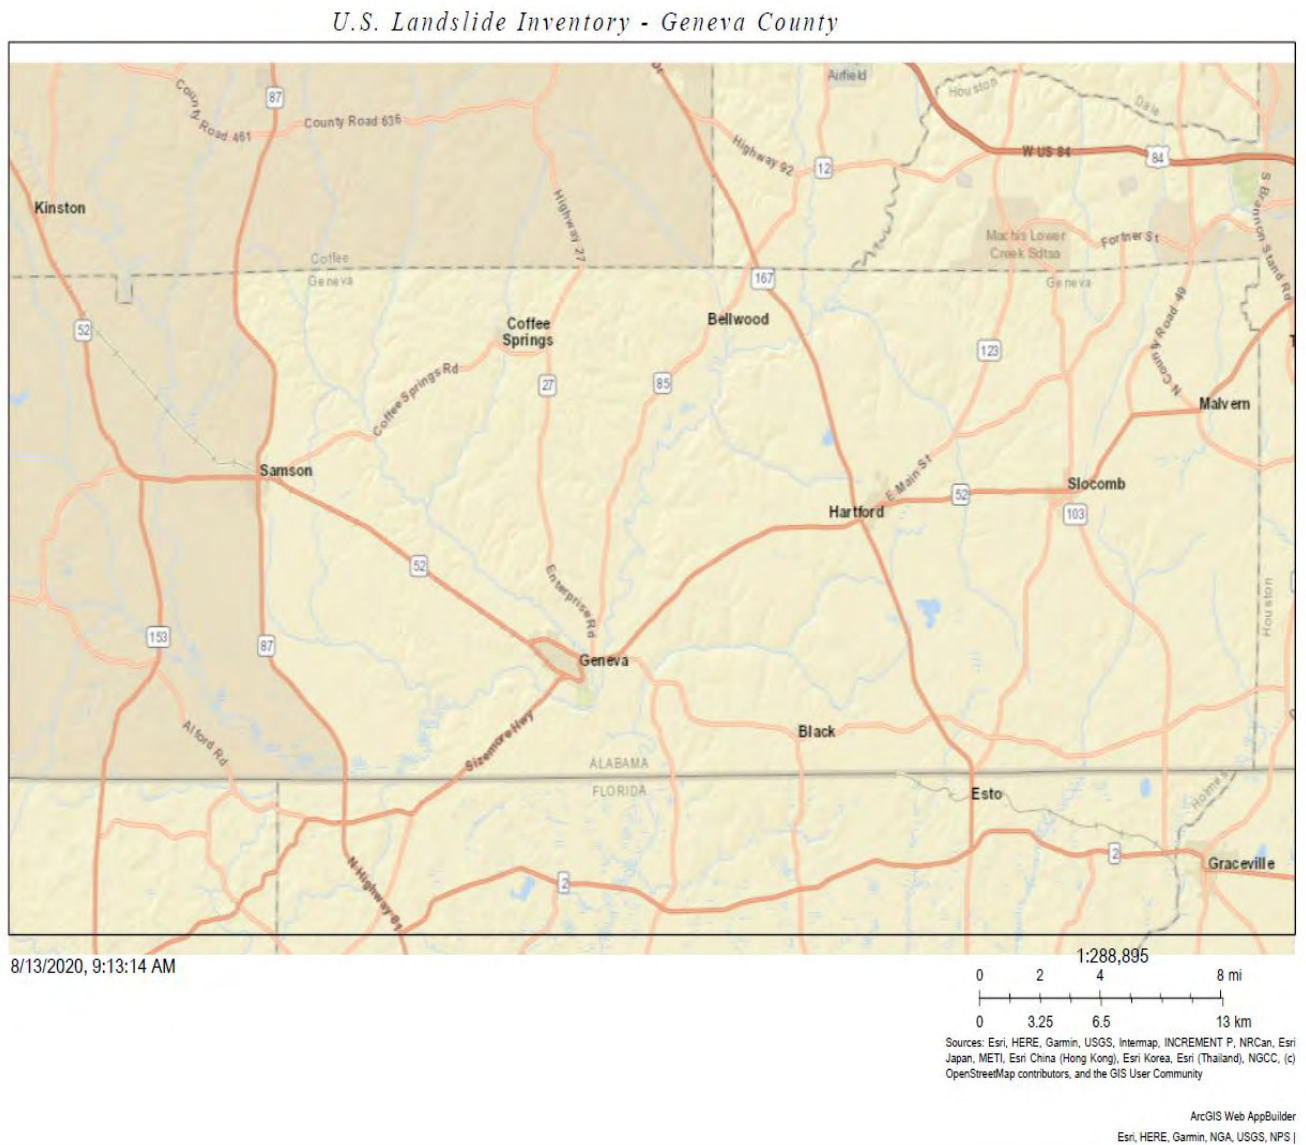 U.S. Landslide Inventory - Geneva County
87
County Road 461
County Road 636
Airfield
Houston
Dale
Highway 92
12
W US 84
84
Kinston
Highway 27
S Brannon Stand Rd
Machis Lower
Creek Sdtsa
Fortner St
Coffee
Geneva
167
Geneva
52
Coffee
Springs
Bellwood
N County Road 49
123
27
85
Coffee Springs Rd
Malvern
Samson
E Main St
Slocomb
52
Hartford
103
52
Enterprise Rd
Houston
153
87
Geneva
Alford Rd
Sizemore Hwy
Black
ALABAMA
FLORIDA
Esto
Holmes
2
2
Graceville
N Highway 81
8/13/2020, 9:13:14 AM
1:288,895
0 2 4 8 mi
0 3.25 6.5 13 km
Sources: Esri, HERE, Garmin, USGS, Intermap, INCREMENT P, NRCan, Esri
Japan, METI, Esri China (Hong Kong), Esri Korea, Esri (Thailand), NGCC, (c)
OpenStreetMap contributors, and the GIS User Community
ArcGIS Web AppBuilder
Esri, HERE, Garmin, NGA, USGS, NPS |